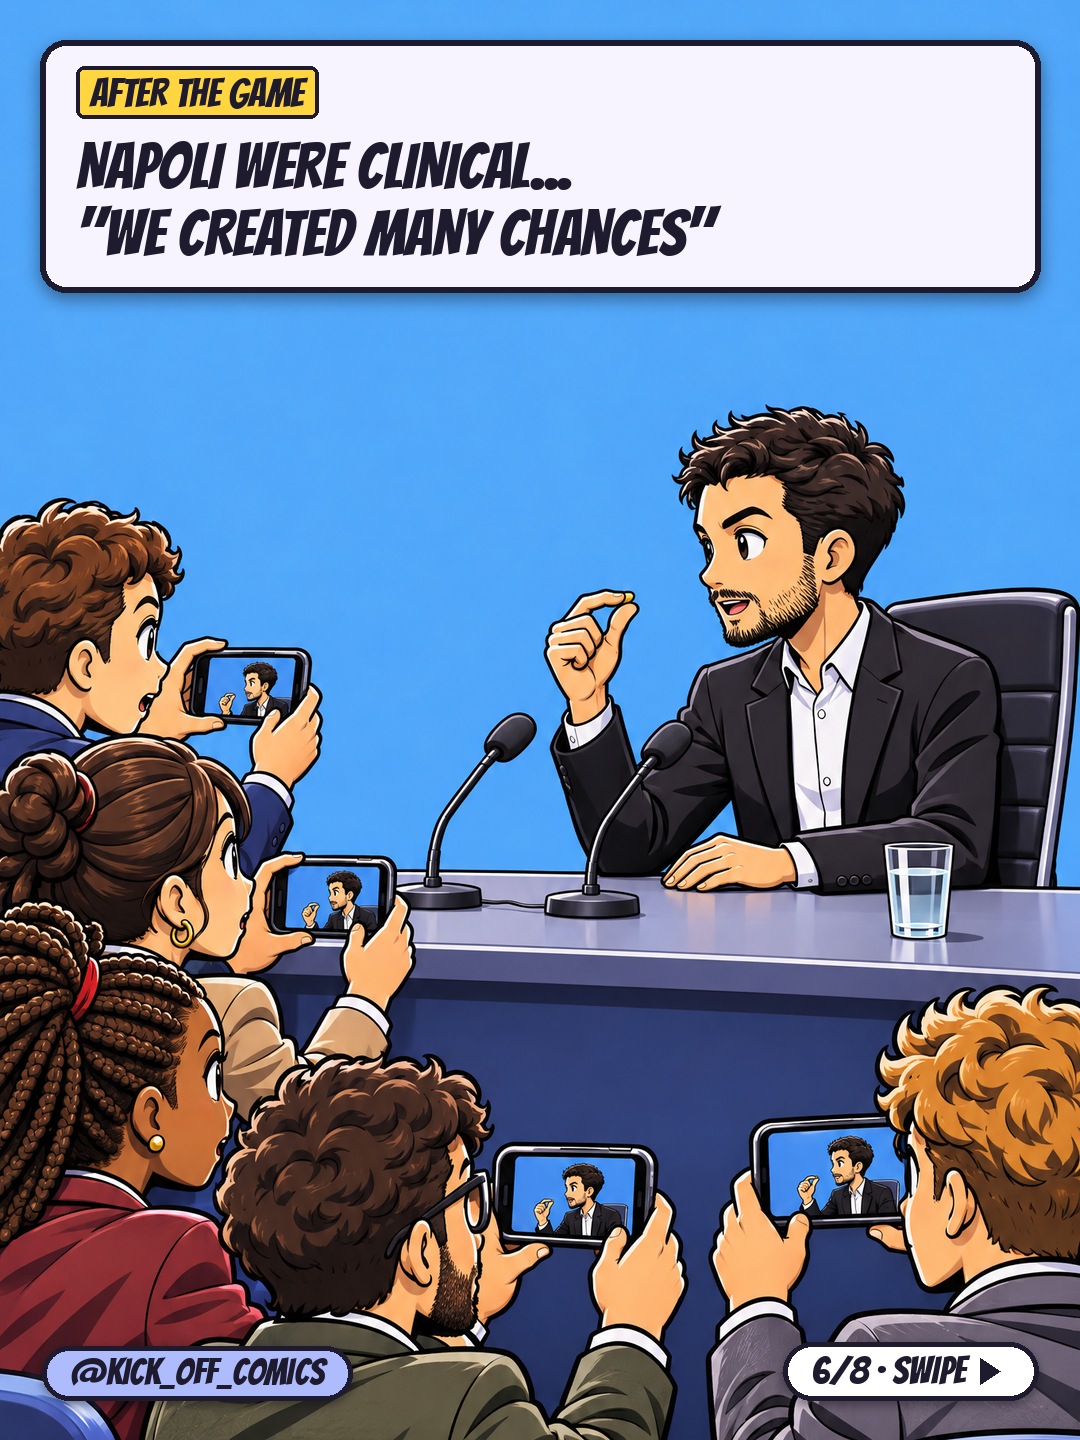 AFTER THE GAME
NAPOLI WERE CLINICAL...
"WE CREATED MANY CHANCES"
@KICK_OFF_COMICS
6/8 · SWIPE ▶